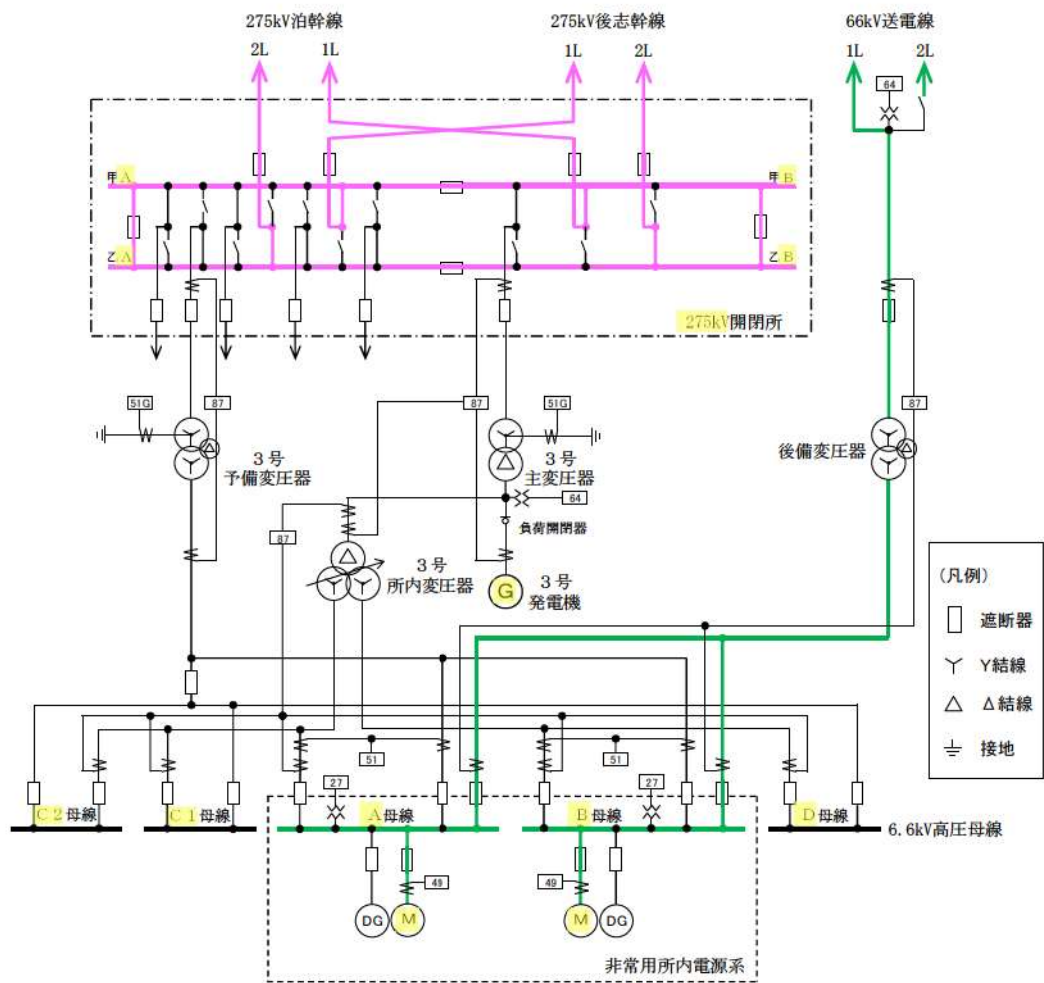 275kV泊幹線
275kV後志幹線
66kV送電線
2L
1L
1L
2L
1L
2L
64
甲A
甲B
乙A
乙B
275kV開閉所
51G
87
87
51G
87
3号
予備変圧器
3号
主変圧器
後備変圧器
64
87
負荷開閉器
3号
所内変圧器
G
3号
発電機
(凡例)
遮断器
Y結線
Δ結線
接地
51
51
27
27
C2母線
C1母線
A母線
B母線
D母線
6.6kV高圧母線
49
49
DG
M
M
DG
非常用所内電源系